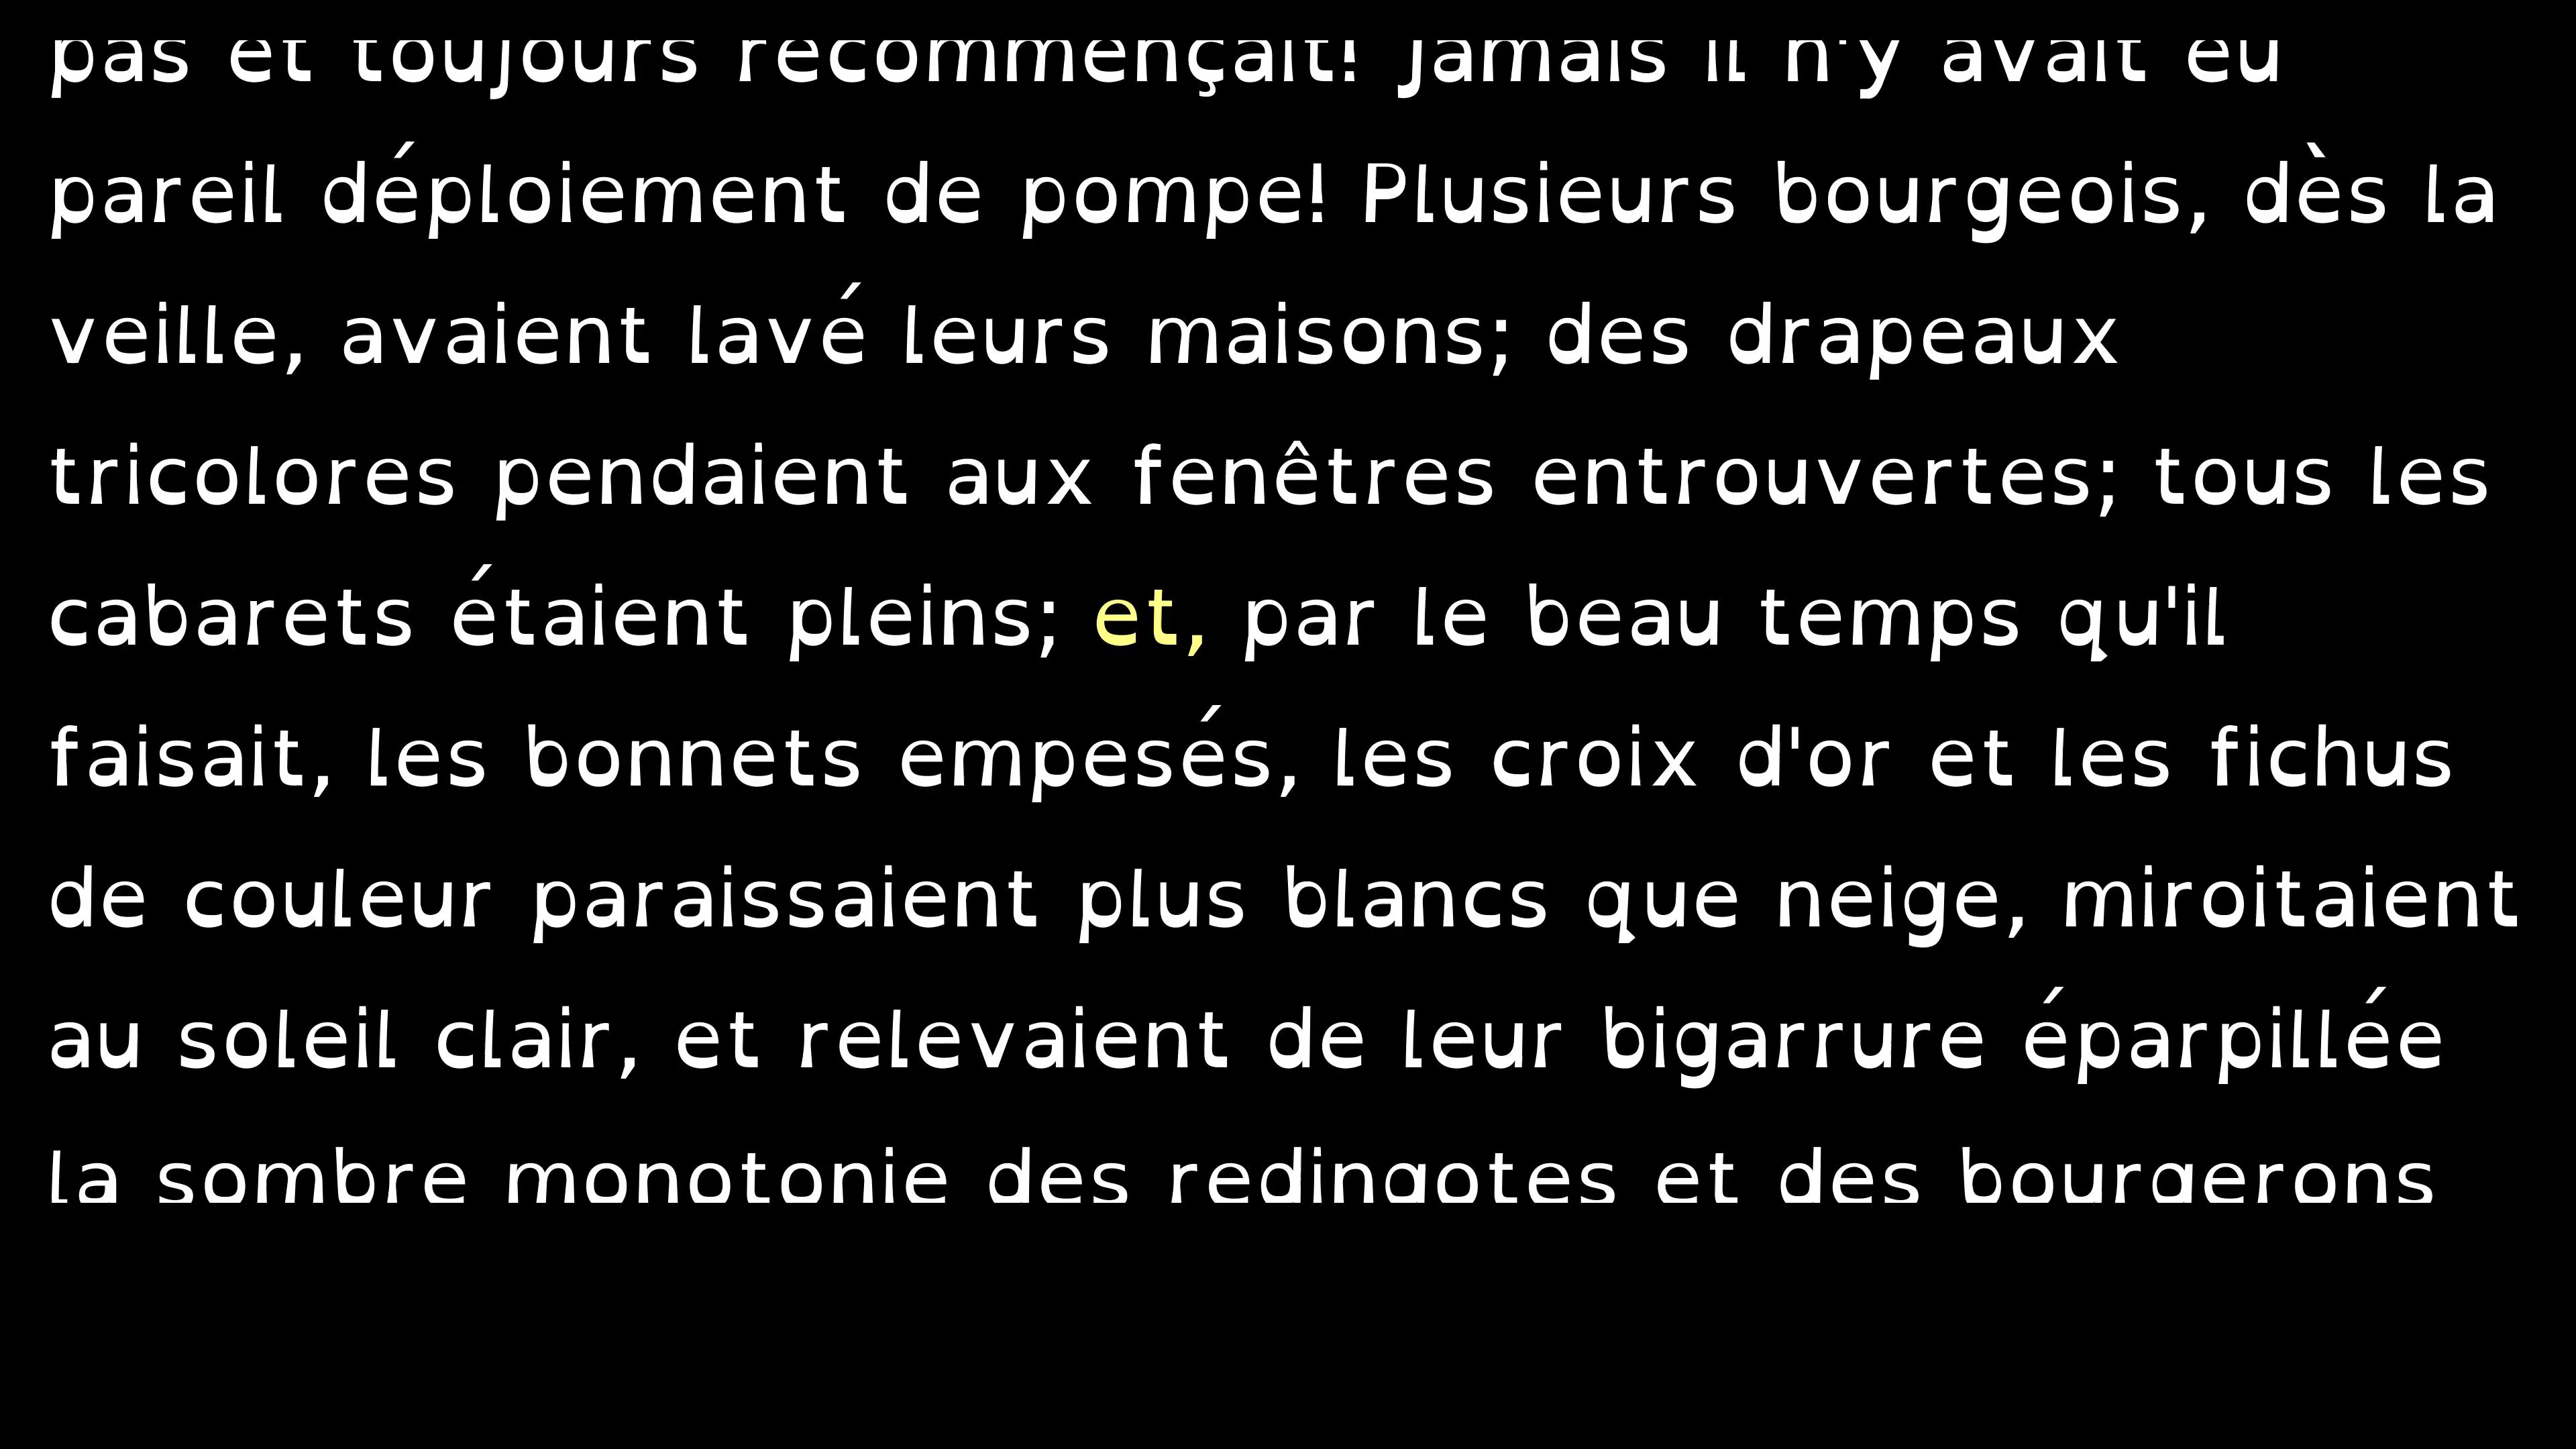 pas et toujours recommençait! Jamais il n'y avait eu
pareil déploiement de pompe! Plusieurs bourgeois, dès la
veille, avaient lavé leurs maisons; des drapeaux
tricolores pendaient aux fenêtres entrouvertes; tous les
cabarets étaient pleins; et, par le beau temps qu'il
faisait, les bonnets empesés, les croix d'or et les fichus
de couleur paraissaient plus blancs que neige, miroitaient
au soleil clair, et relevaient de leur bigarrure éparpillée
la sombre monotonie des redingotes et des bourgerons